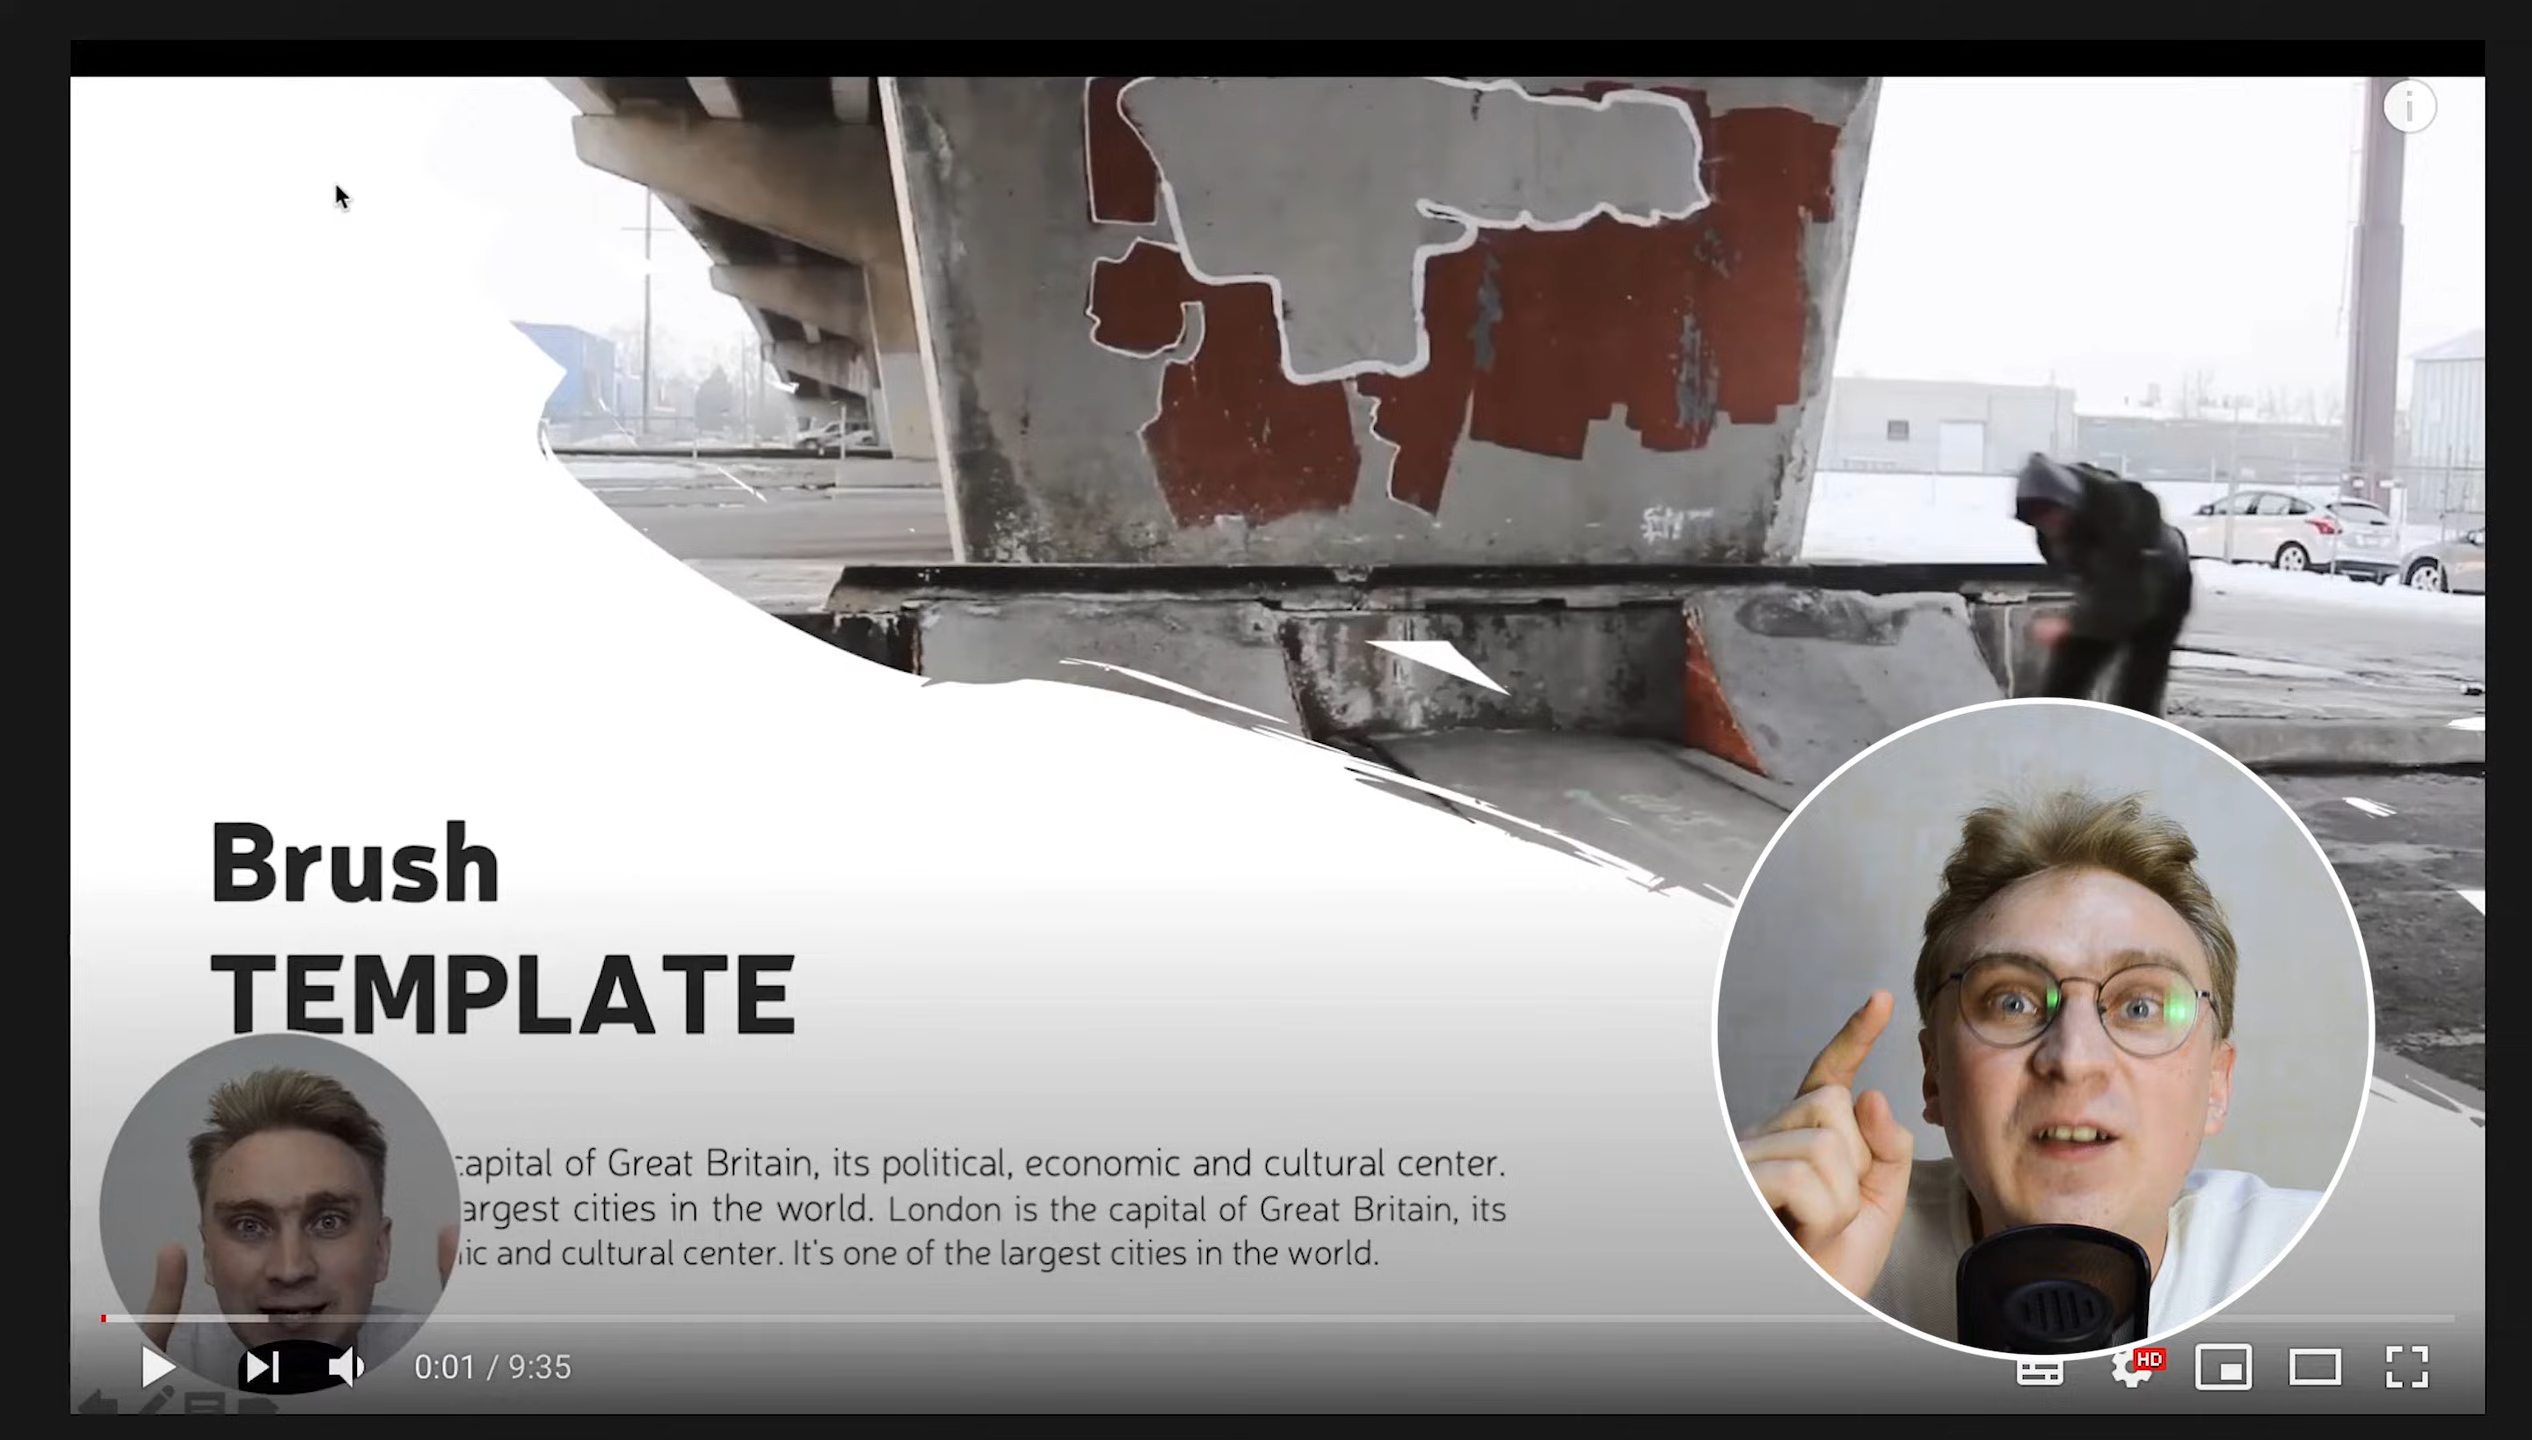 Brush
TEMPLATE
capital of Great Britain, its political, economic and cultural center.
largest cities in the world. London is the capital of Great Britain, its
and cultural center. It's one of the largest cities in the world.
0:01 / 9:35
HD